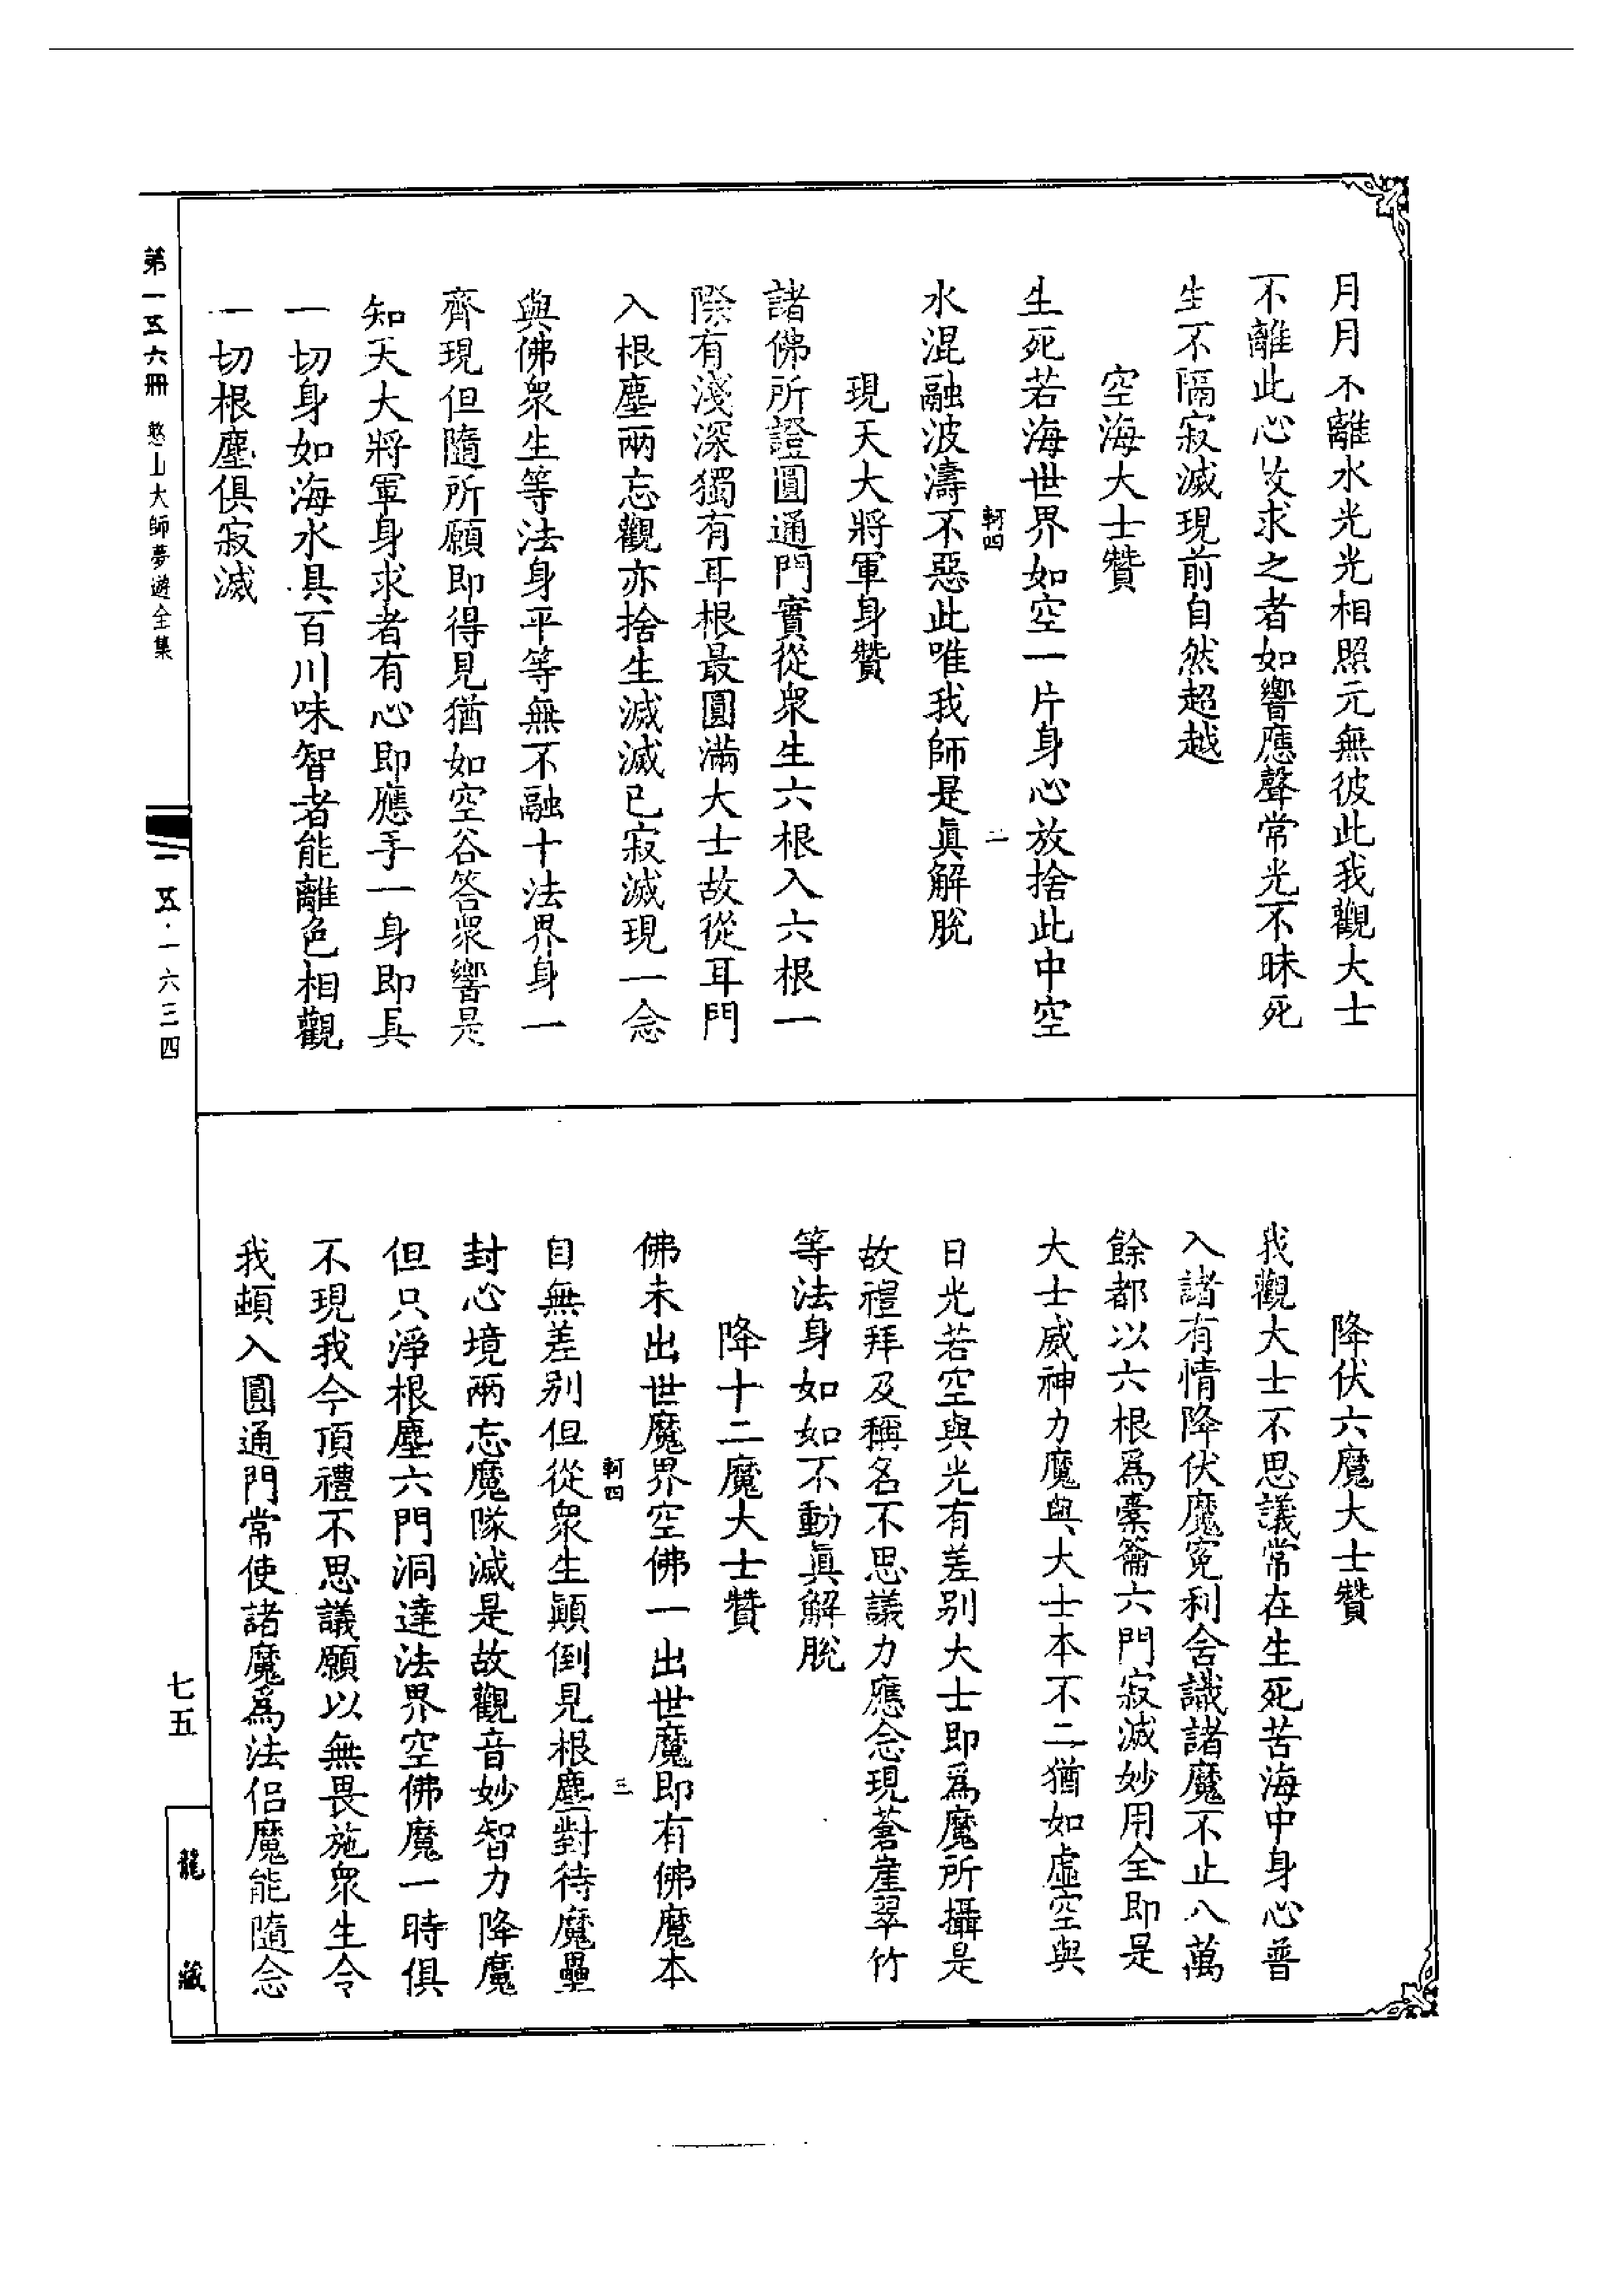 月月不離水光光相照元無彼此我觀大士
不離此心攷求之者如響應聲常光不昧死
生不隔寂滅現前自然超越
空海大士贊
生死若海世界如空一片身心放捨此中空
軻四
二
水混融波濤不惡此唯我師是眞解脫
現天大將軍身贊
諸佛所證圓通門實從衆生六根入六根一
際有淺深獨有耳根最圓滿大士故從耳門
入根塵兩忘觀亦捨生滅滅已寂滅現一念
與佛衆生等法身平等無不融十法界身一
齊現但隨所願即得見猶如空谷答衆響是
知天大將軍身求者有心即應手一身即具
一切身如海水具百川味智者能離色相觀
一切根塵俱寂滅
降伏六魔大士贊
我觀大士不思議常在生死苦海中身心普
入諸有情降伏魔寃利含識諸魔不止八萬
餘都以六根爲橐籥六門寂滅妙用全即是
大士威神力魔與大士本不二猶如虛空與
日光若空與光有差别大士即爲魔所攝是
故禮拜及稱名不思議力應念現蒼崖翠竹
等法身如如不動眞解脫
降十二魔大士贊
佛未出世魔界空佛一出世魔即有佛魔本
軻四
三
自無差别但從衆生顚倒見根塵對待魔壘
封心境兩忘魔隊滅是故觀音妙智力降魔
但只淨根塵六門洞達法界空佛魔一時俱
不現我今頂禮不思議願以無畏施衆生令
我頓入圓通門常使諸魔爲法侶魔能隨念
第一五六冊
憨山大師夢遊全集
一五·一六三四
七五
龍藏